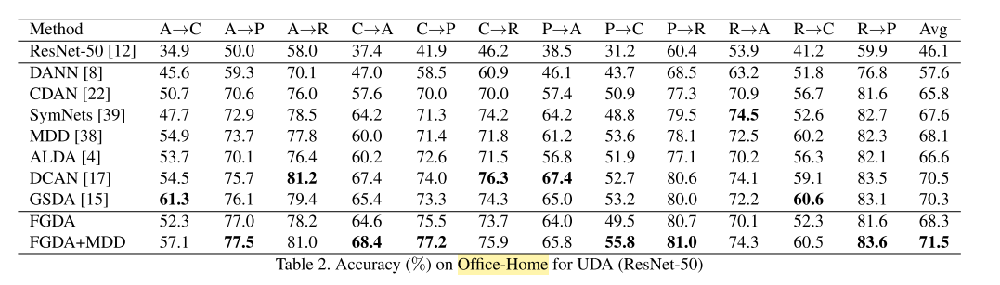 Method A→C A→P A→R C→A C→P C→R P→A P→C P→R R→A R→C R→P Avg
ResNet-50 [12] 34.9 50.0 58.0 37.4 41.9 46.2 38.5 31.2 60.4 53.9 41.2 59.9 46.1
DANN [8] 45.6 59.3 70.1 47.0 58.5 60.9 46.1 43.7 68.5 63.2 51.8 76.8 57.6
CDAN [22] 50.7 70.6 76.0 57.6 70.0 70.0 57.4 50.9 77.3 70.9 56.7 81.6 65.8
SymNets [39] 47.7 72.9 78.5 64.2 71.3 74.2 64.2 48.8 79.5 74.5 52.6 82.7 67.6
MDD [38] 54.9 73.7 77.8 60.0 71.4 71.8 61.2 53.6 78.1 72.5 60.2 82.3 68.1
ALDA [4] 53.7 70.1 76.4 60.2 72.6 71.5 56.8 51.9 77.1 70.2 56.3 82.1 66.6
DCAN [17] 54.5 75.7 81.2 67.4 74.0 76.3 67.4 52.7 80.6 74.1 59.1 83.5 70.5
GSDA [15] 61.3 76.1 79.4 65.4 73.3 74.3 65.0 53.2 80.0 72.2 60.6 83.1 70.3
FGDA 52.3 77.0 78.2 64.6 75.5 73.7 64.0 49.5 80.7 70.1 52.3 81.6 68.3
FGDA+MDD 57.1 77.5 81.0 68.4 77.2 75.9 65.8 55.8 81.0 74.3 60.5 83.6 71.5
Table 2. Accuracy (%) on Office-Home for UDA (ResNet-50)